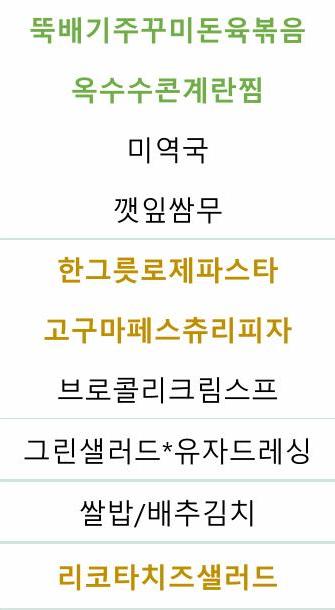 뚝배기주꾸미돈육볶음
옥수수콘계란찜
미역국
깻잎쌈무
한그릇로제파스타
고구마페스츄리피자
브로콜리크림스프
그린샐러드*유자드레싱
쌀밥/배추김치
리코타치즈샐러드